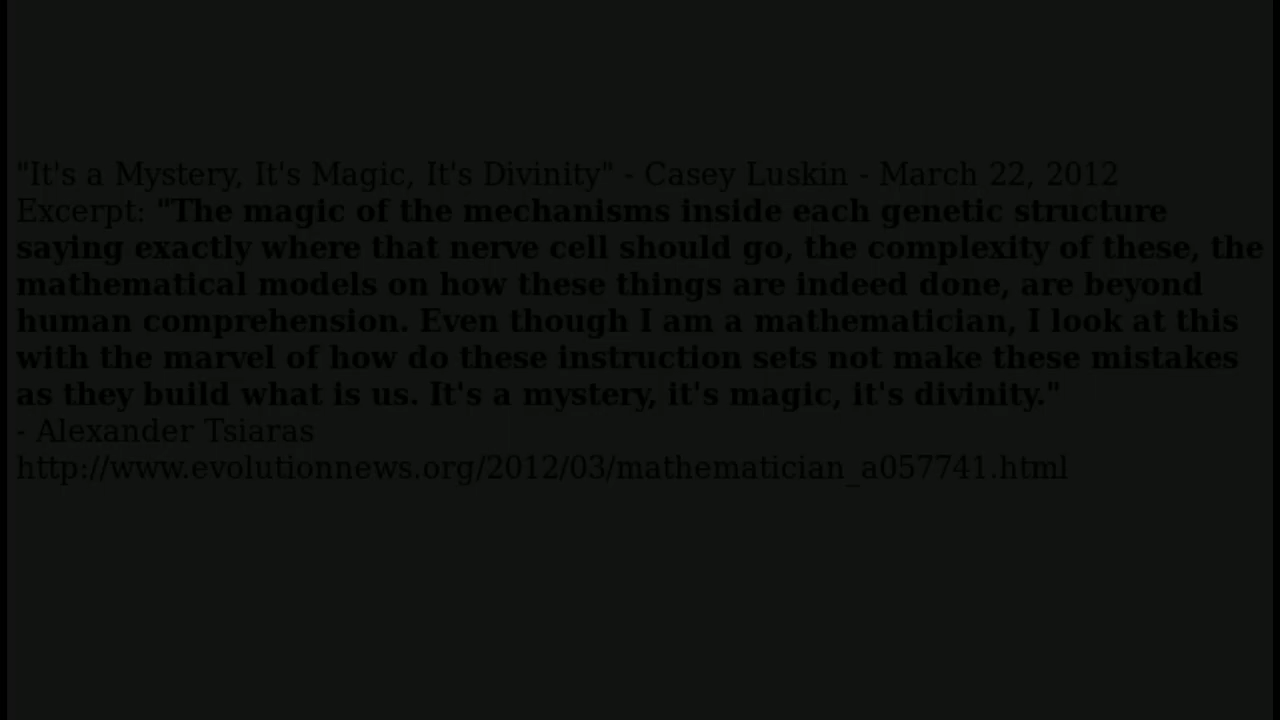 "It's a Mystery, It's Magic, It's Divinity" - Casey Luskin - March 22, 2012
Excerpt: "The magic of the mechanisms inside each genetic structure
saying exactly where that nerve cell should go, the complexity of these, the
mathematical models on how these things are indeed done, are beyond
human comprehension. Even though I am a mathematician, I look at this
with the marvel of how do these instruction sets not make these mistakes
as they build what is us. It's a mystery, it's magic, it's divinity."
- Alexander Tsiaras
http://www.evolutionnews.org/2012/03/mathematician_a057741.html